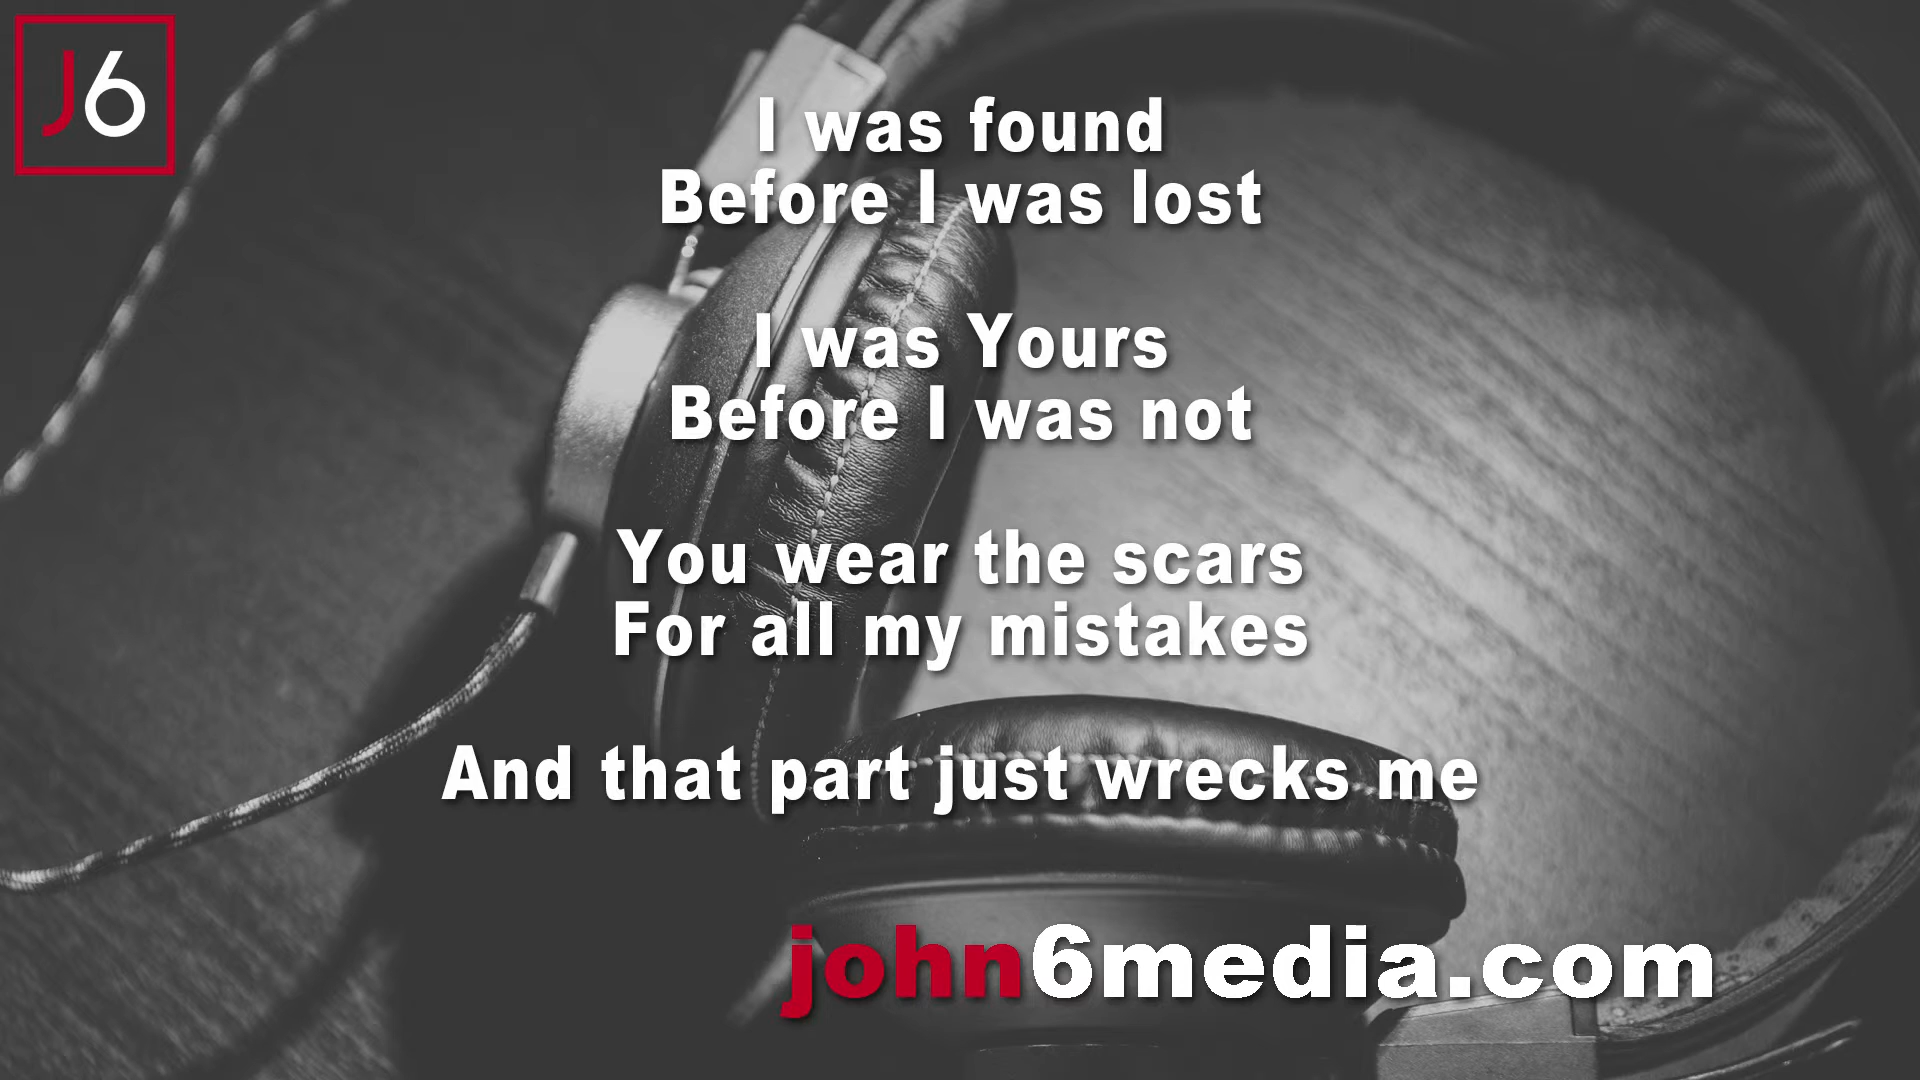 J6
I was found
Before I was lost
I was Yours
Before I was not
You wear the scars
For all my mistakes
And that part just wrecks me
john6media.com